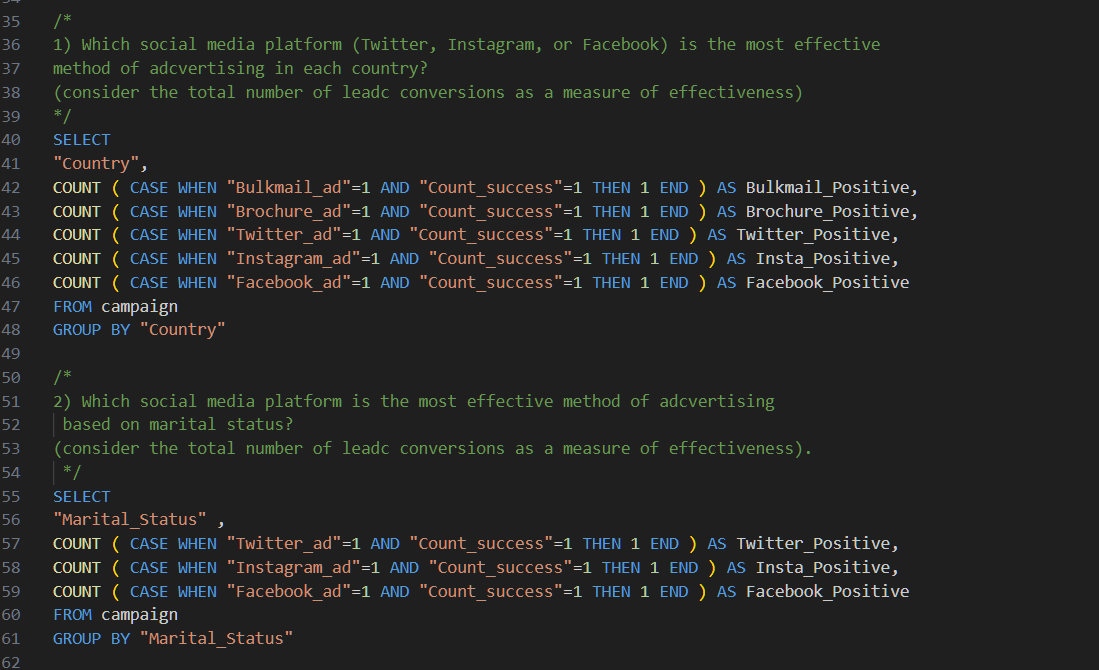 35 /*
36 1) Which social media platform (Twitter, Instagram, or Facebook) is the most effective
37 method of adcvertising in each country?
38 (consider the total number of leadc conversions as a measure of effectiveness)
39 */
40 SELECT
41 "Country",
42 COUNT ( CASE WHEN "Bulkmail_ad"=1 AND "Count_success"=1 THEN 1 END ) AS Bulkmail_Positive,
43 COUNT ( CASE WHEN "Brochure_ad"=1 AND "Count_success"=1 THEN 1 END ) AS Brochure_Positive,
44 COUNT ( CASE WHEN "Twitter_ad"=1 AND "Count_success"=1 THEN 1 END ) AS Twitter_Positive,
45 COUNT ( CASE WHEN "Instagram_ad"=1 AND "Count_success"=1 THEN 1 END ) AS Insta_Positive,
46 COUNT ( CASE WHEN "Facebook_ad"=1 AND "Count_success"=1 THEN 1 END ) AS Facebook_Positive
47 FROM campaign
48 GROUP BY "Country"
49
50 /*
51 2) Which social media platform is the most effective method of adcvertising
52 based on marital status?
53 (consider the total number of leadc conversions as a measure of effectiveness).
54 */
55 SELECT
56 "Marital_Status" ,
57 COUNT ( CASE WHEN "Twitter_ad"=1 AND "Count_success"=1 THEN 1 END ) AS Twitter_Positive,
58 COUNT ( CASE WHEN "Instagram_ad"=1 AND "Count_success"=1 THEN 1 END ) AS Insta_Positive,
59 COUNT ( CASE WHEN "Facebook_ad"=1 AND "Count_success"=1 THEN 1 END ) AS Facebook_Positive
60 FROM campaign
61 GROUP BY "Marital_Status"
62